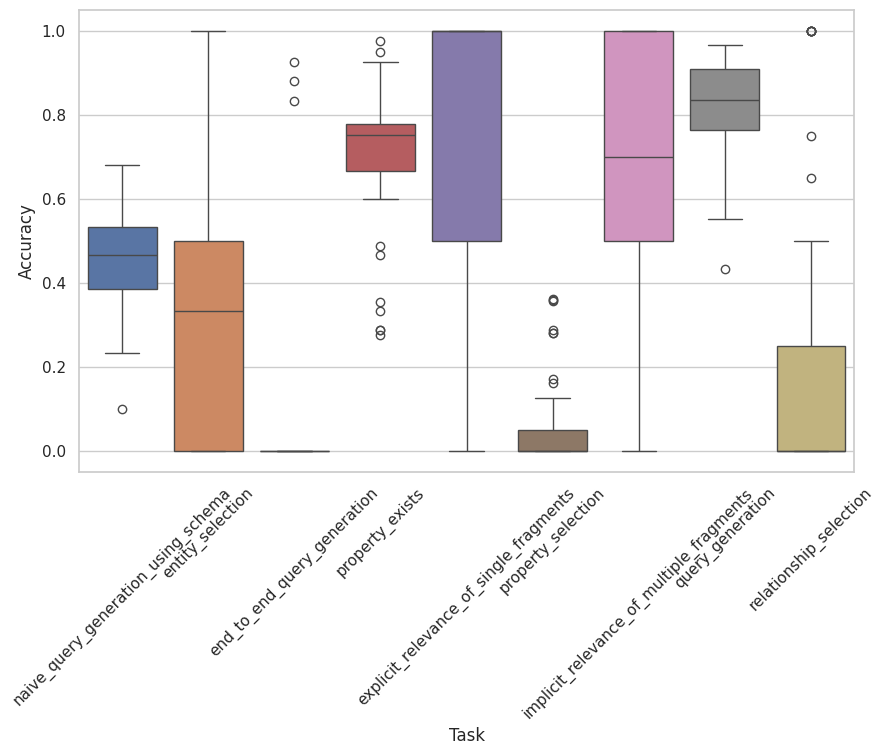 1.0
0.8
0.6
0.4
0.2
0.0
Accuracy
naive_query_generation_using_schema
entity_selection
end_to_end_query_generation
property_exists
explicit_relevance_of_single_fragments
property_selection
implicit_relevance_of_multiple_fragments
query_generation
relationship_selection
Task